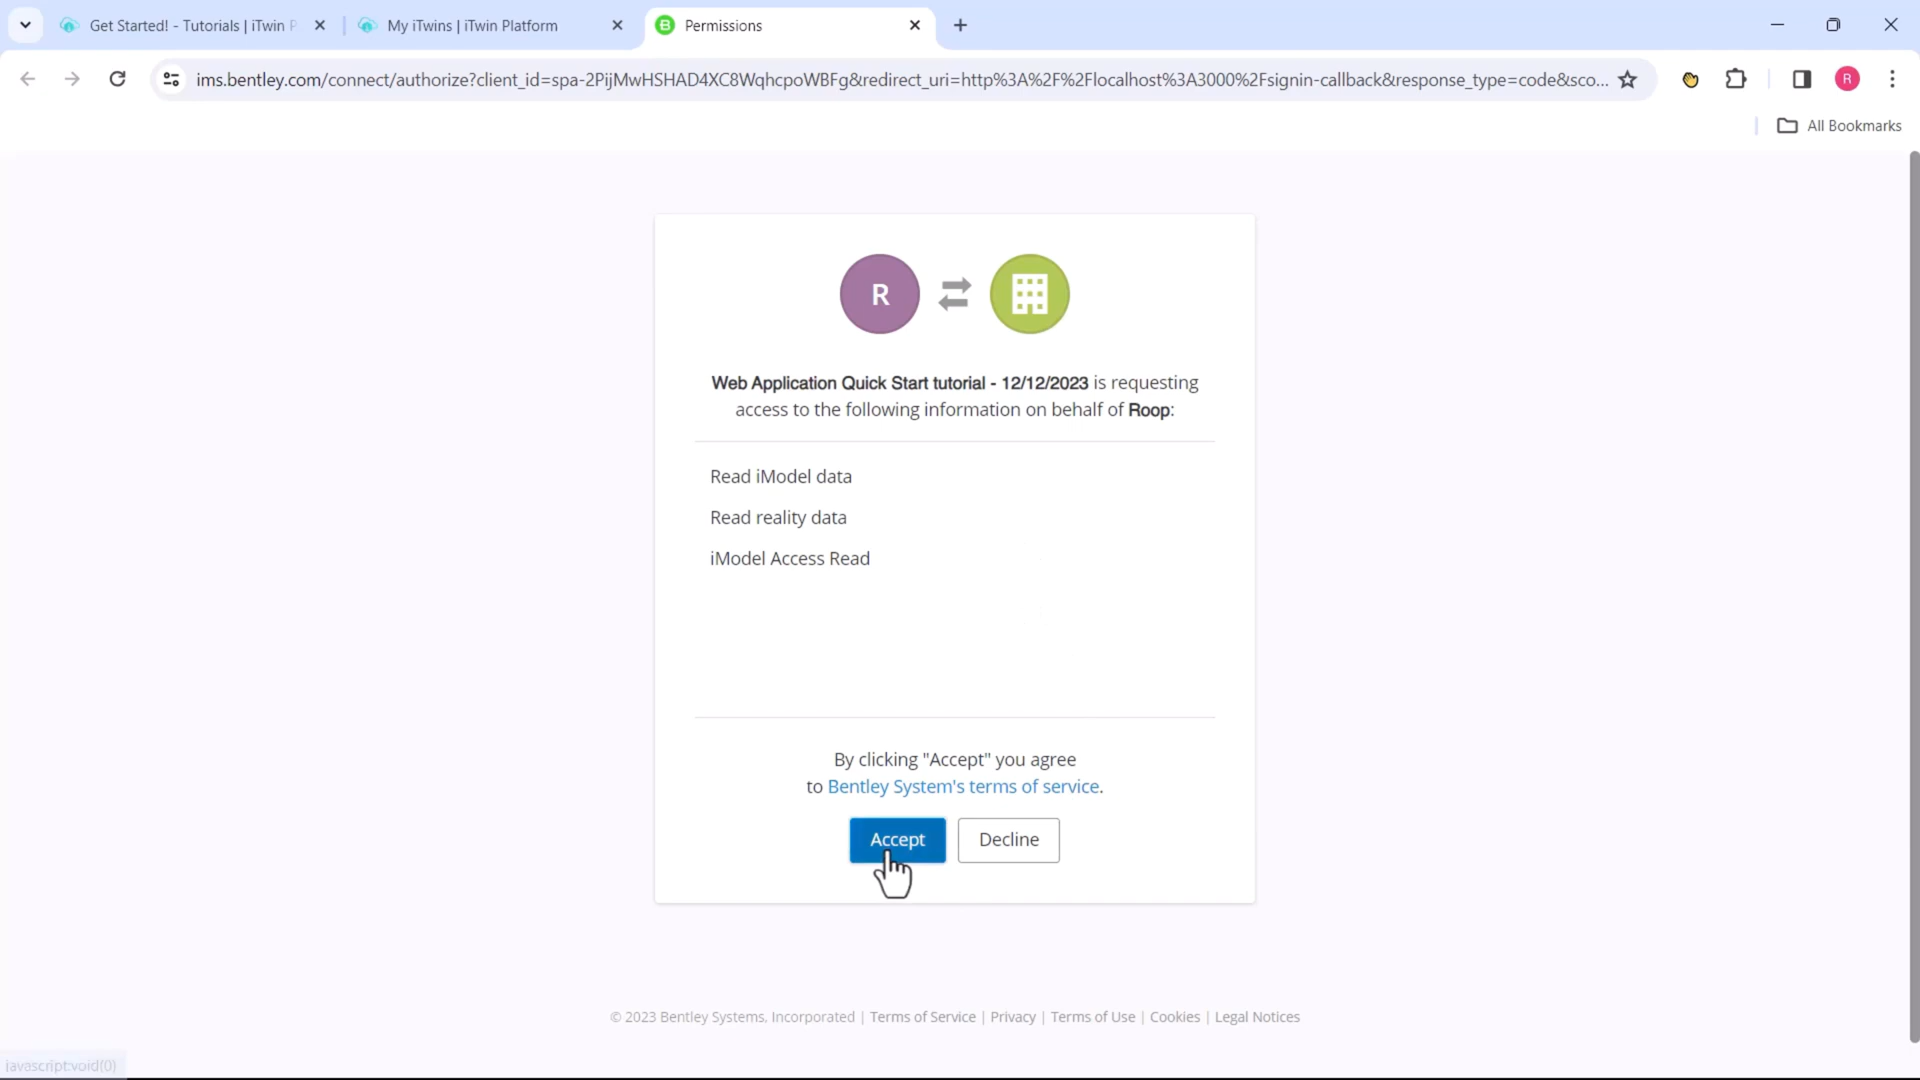 Get Started! - Tutorials | iTwin P
My iTwins | iTwin Platform
Permissions
ims.bentley.com/connect/authorize?client_id=spa-2PijMwHSHAD4XC8WqhcpoWBFg&redirect_uri=http%3A%2F%2Flocalhost%3A3000%2Fsignin-callback&response_type=code&sco...
R
All Bookmarks
R
Web Application Quick Start tutorial - 12/12/2023 is requesting
access to the following information on behalf of Roop:
Read iModel data
Read reality data
iModel Access Read
By clicking "Accept" you agree
to Bentley System's terms of service.
Accept
Decline
© 2023 Bentley Systems, Incorporated | Terms of Service | Privacy | Terms of Use | Cookies | Legal Notices
javascript:void(0)